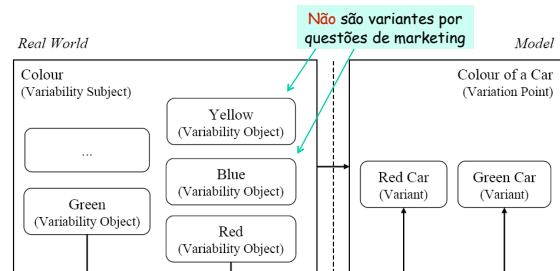 Não são variantes por
questões de marketing
Real World
Model
Colour
(Variability Subject)
Yellow
(Variability Object)
...
Blue
(Variability Object)
Green
(Variability Object)
Red
(Variability Object)
Colour of a Car
(Variation Point)
Red Car
(Variant)
Green Car
(Variant)